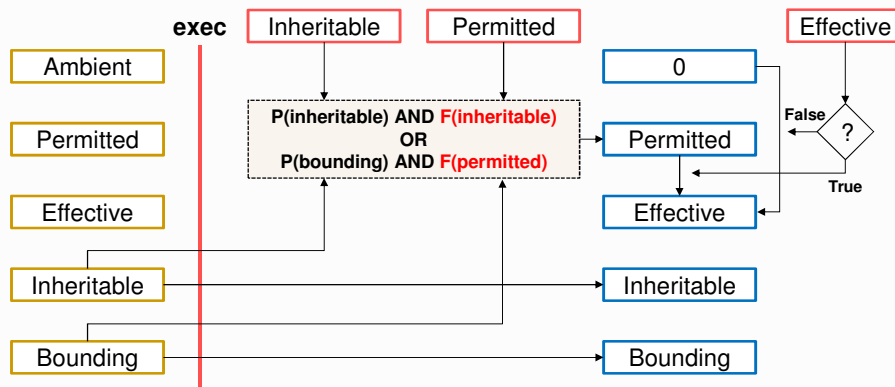 exec
Inheritable
Permitted
Effective
Ambient
0
P(inheritable) AND F(inheritable)
OR
P(bounding) AND F(permitted)
False
?
True
Permitted
Permitted
Effective
Effective
Inheritable
Inheritable
Bounding
Bounding